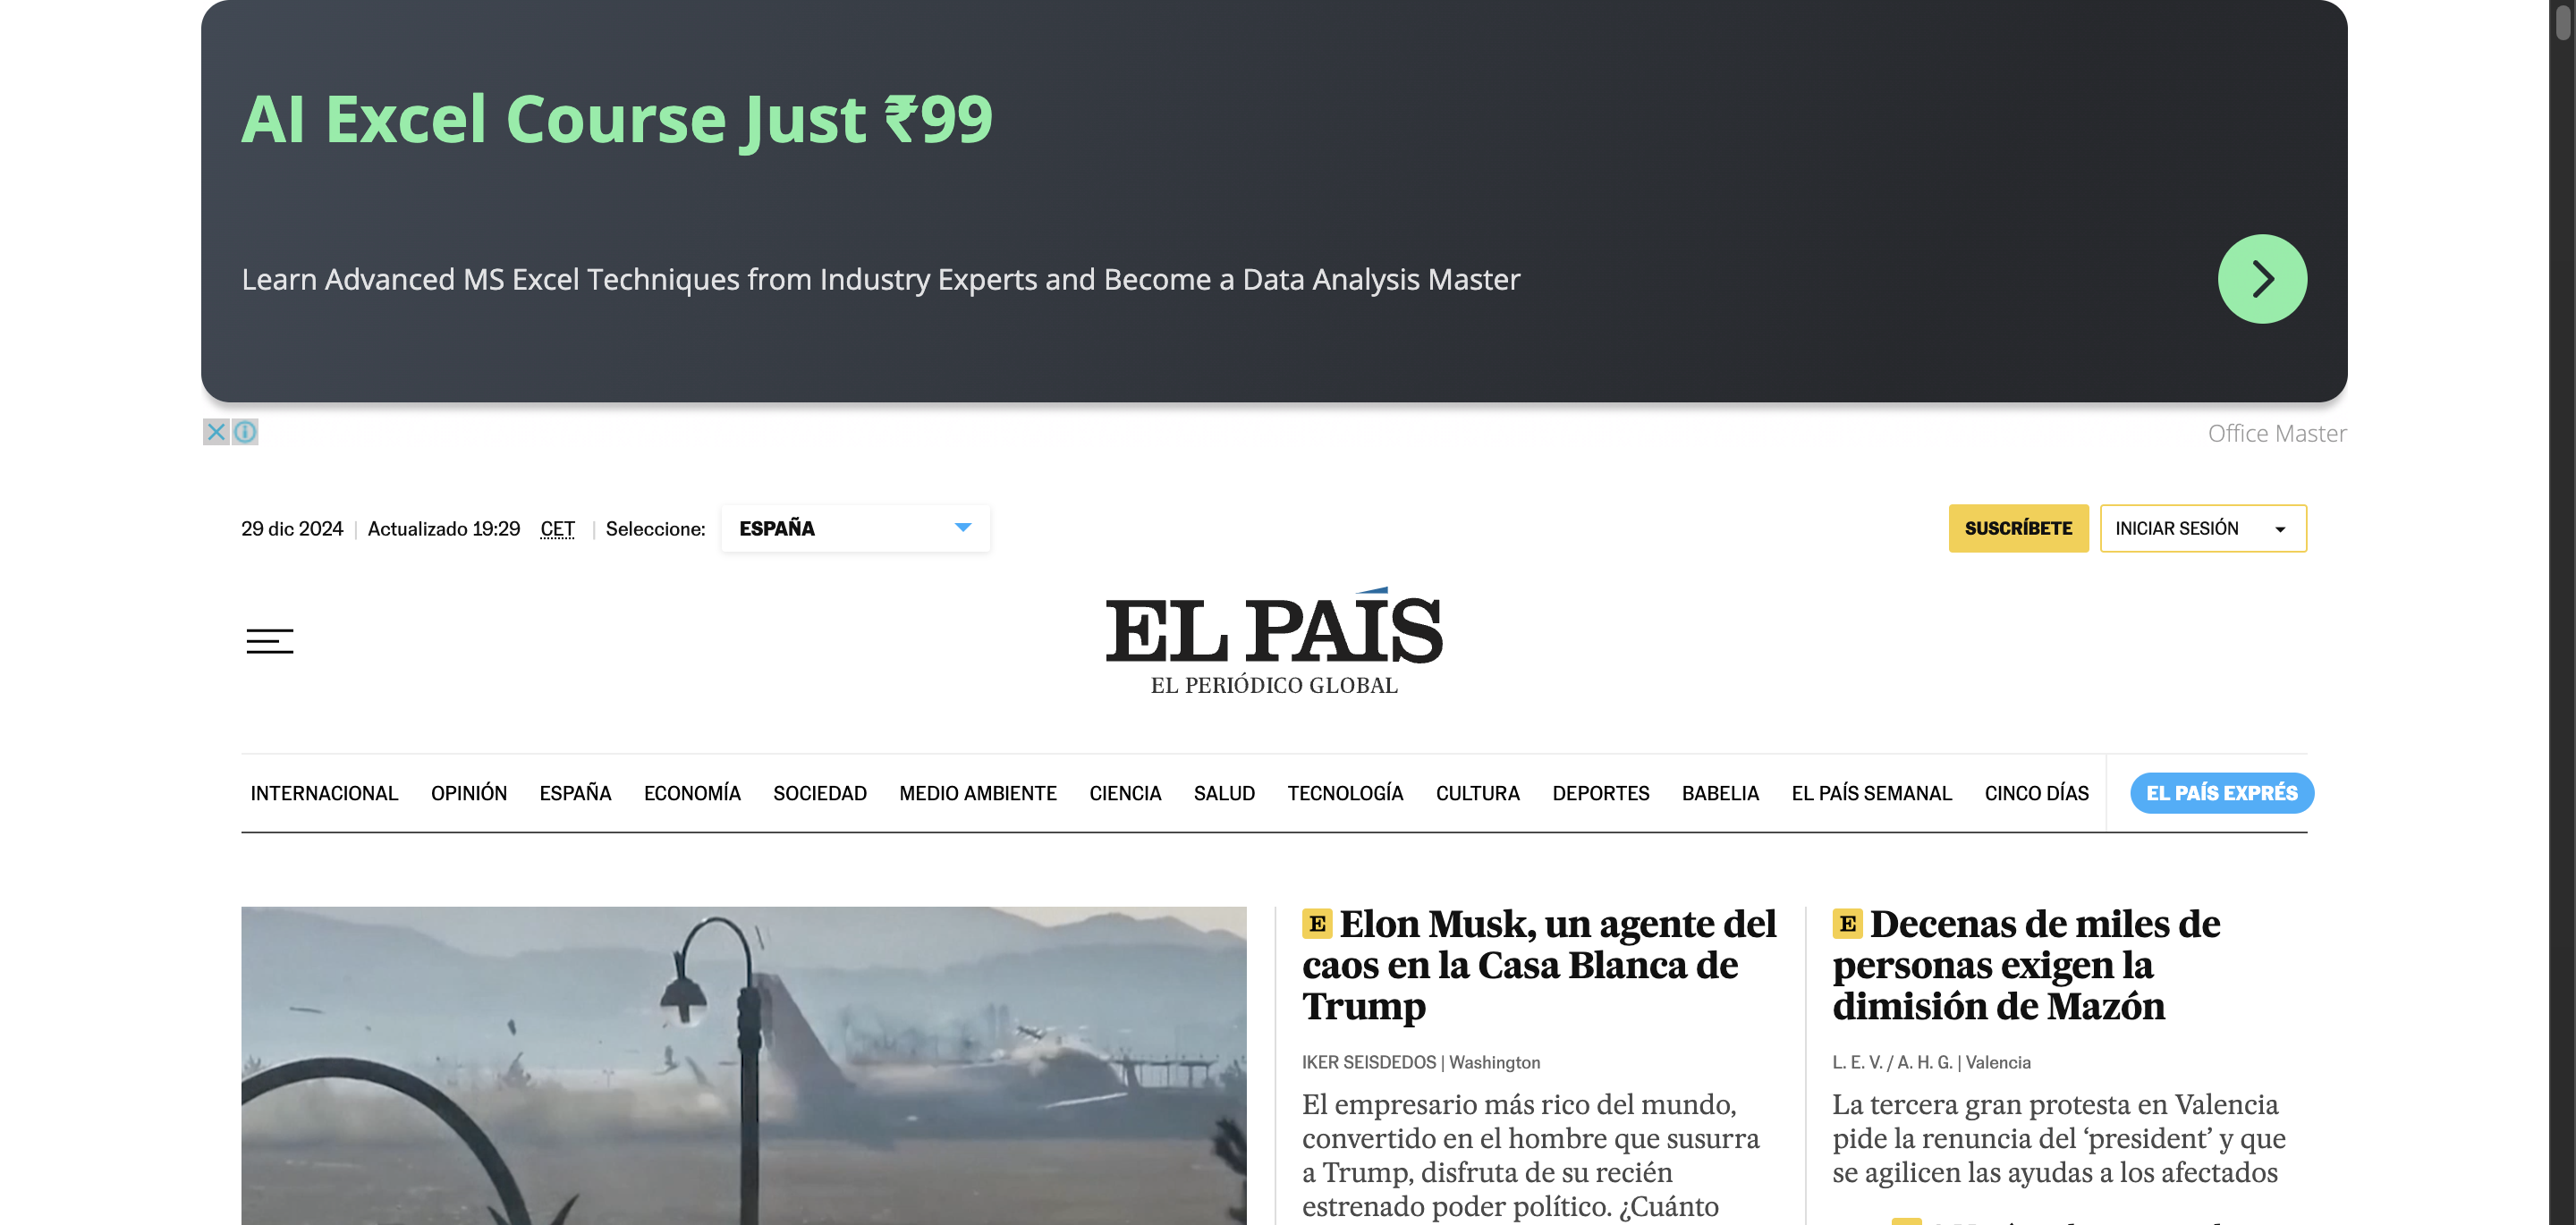 AI Excel Course Just ₹99
Learn Advanced MS Excel Techniques from Industry Experts and Become a Data Analysis Master
Office Master
29 dic 2024 | Actualizado 19:29 CET | Seleccione: ESPAÑA
SUSCRÍBETE
INICIAR SESIÓN
EL PAÍS
EL PERIÓDICO GLOBAL
INTERNACIONAL OPINIÓN ESPAÑA ECONOMÍA SOCIEDAD MEDIO AMBIENTE CIENCIA SALUD TECNOLOGÍA CULTURA DEPORTES BABELIA EL PAÍS SEMANAL CINCO DÍAS EL PAÍS EXPRÉS
E Elon Musk, un agente del
caos en la Casa Blanca de
Trump
IKER SEISDEDOS | Washington
El empresario más rico del mundo,
convertido en el hombre que susurra
a Trump, disfruta de su recién
estrenado poder político. ¿Cuánto
E Decenas de miles de
personas exigen la
dimisión de Mazón
L. E. V. / A. H. G. | Valencia
La tercera gran protesta en Valencia
pide la renuncia del ‘president’ y que
se agilicen las ayudas a los afectados